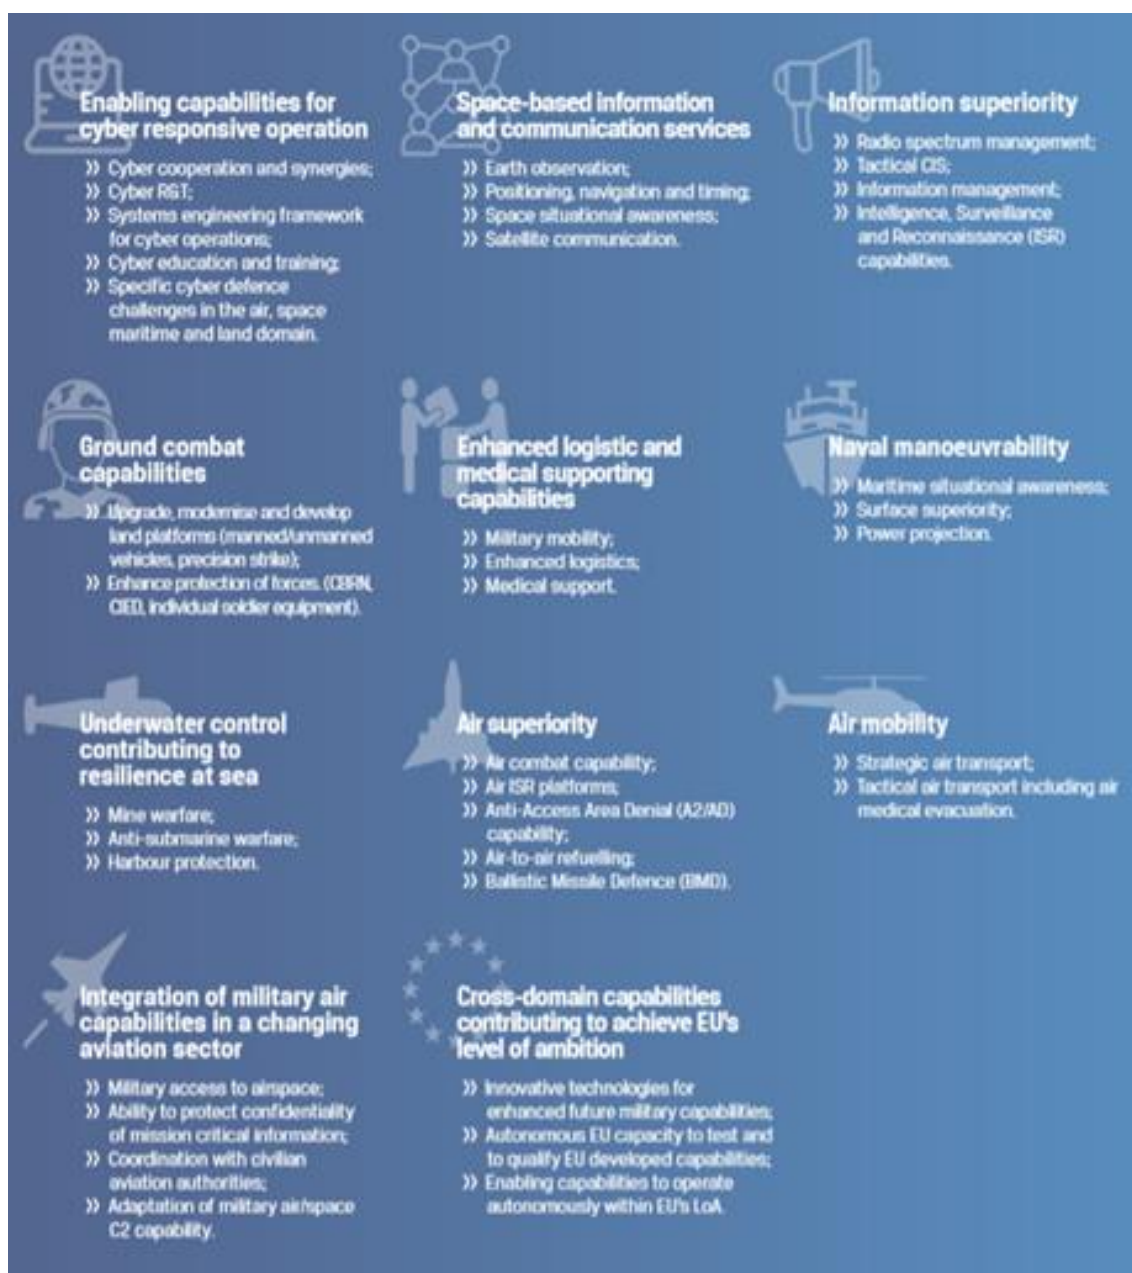 Enabling capabilities for
cyber responsive operation
» Cyber cooperation and synergies;
» Cyber R&T;
» Systems engineering framework
for cyber operations;
» Cyber education and training;
» Specific cyber defence
challenges in the air, space
maritime and land domain.
Space-based information
and communication services
» Earth observation;
» Positioning, navigation and timing;
» Space situational awareness;
» Satellite communication.
Information superiority
» Radio spectrum management;
» Tactical CIS;
» Information management;
» Intelligence, Surveillance
and Reconnaissance (ISR)
capabilities.
Ground combat
capabilities
» Upgrade, modernise and develop
land platforms (manned/unmanned
vehicles, precision strike);
» Enhance protection of forces. (CBRN,
CIED, individual soldier equipment).
Enhanced logistic and
medical supporting
capabilities
» Military mobility;
» Enhanced logistics;
» Medical support.
Naval manoeuvrability
» Maritime situational awareness;
» Surface superiority;
» Power projection.
Underwater control
contributing to
resilience at sea
» Mine warfare;
» Anti-submarine warfare;
» Harbour protection.
Air superiority
» Air combat capability;
» Air ISR platforms;
» Anti-Access Area Denial (A2/AD)
capability;
» Air-to-air refuelling;
» Ballistic Missile Defence (BMD).
Air mobility
» Strategic air transport;
» Tactical air transport including air
medical evacuation.
Integration of military air
capabilities in a changing
aviation sector
» Military access to airspace;
» Ability to protect confidentiality
of mission critical information;
» Coordination with civilian
aviation authorities;
» Adaptation of military air/space
C2 capability.
Cross-domain capabilities
contributing to achieve EU's
level of ambition
» Innovative technologies for
enhanced future military capabilities;
» Autonomous EU capacity to test and
to qualify EU developed capabilities;
» Enabling capabilities to operate
autonomously within EU's LoA.